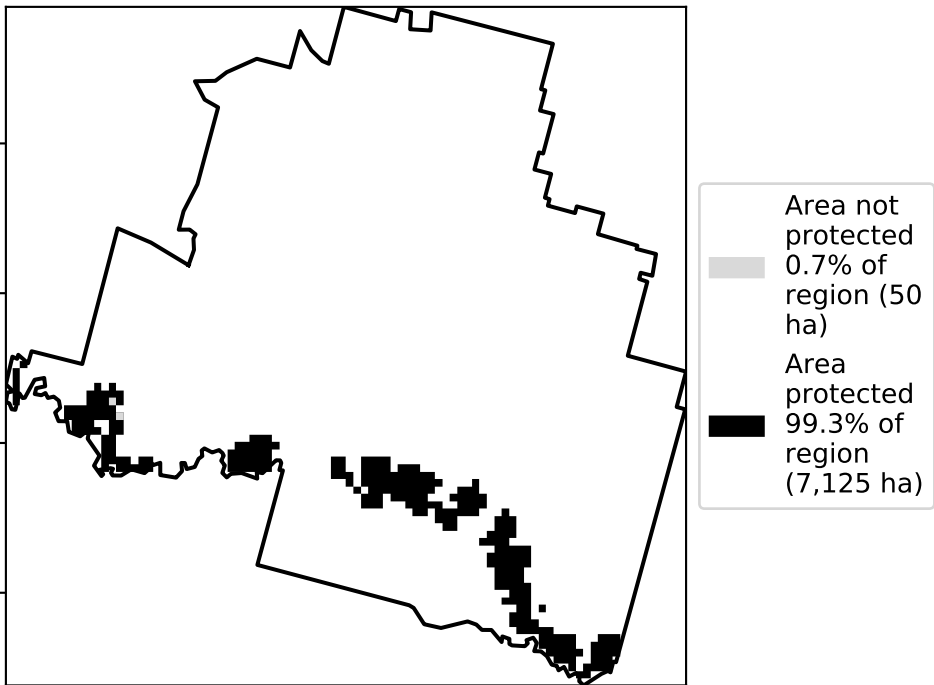 Area not
protected
0.7% of
region (50
ha)
Area
protected
99.3% of
region
(7,125 ha)